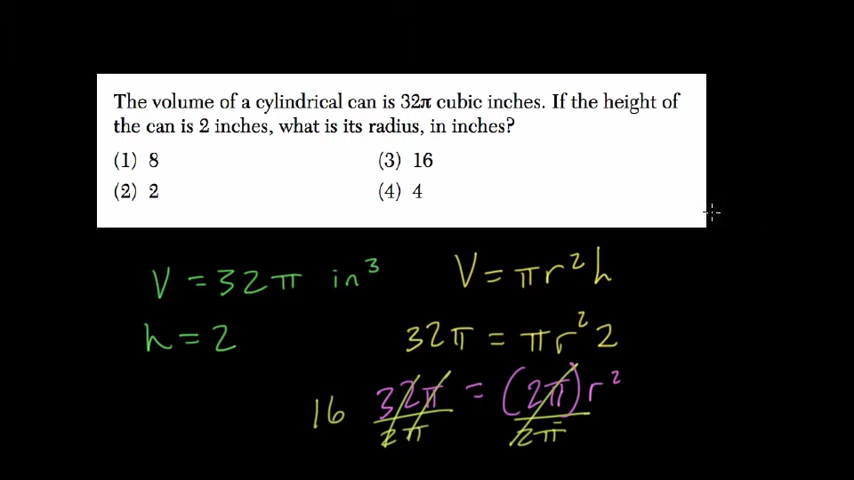 The volume of a cylindrical can is 32π cubic inches. If the height of
the can is 2 inches, what is its radius, in inches?
(1) 8 (3) 16
(2) 2 (4) 4
V = 32π in³ V = πr²h
h = 2 32π = πr²2
16 32π/2π = (2π)r²/2π